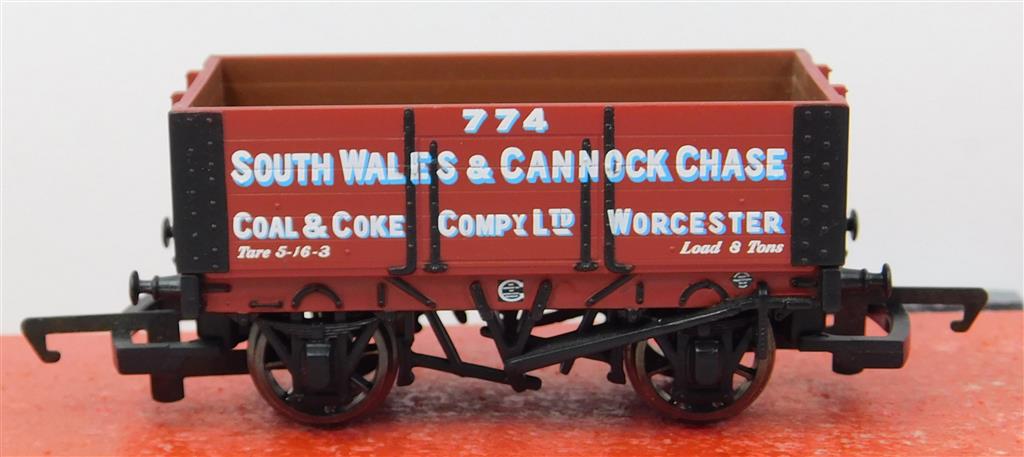 774
SOUTH WALES & CANNOCK CHASE
COAL & COKE COMPY LTD WORCESTER
Tare 5-16-3 Load 8 Tons